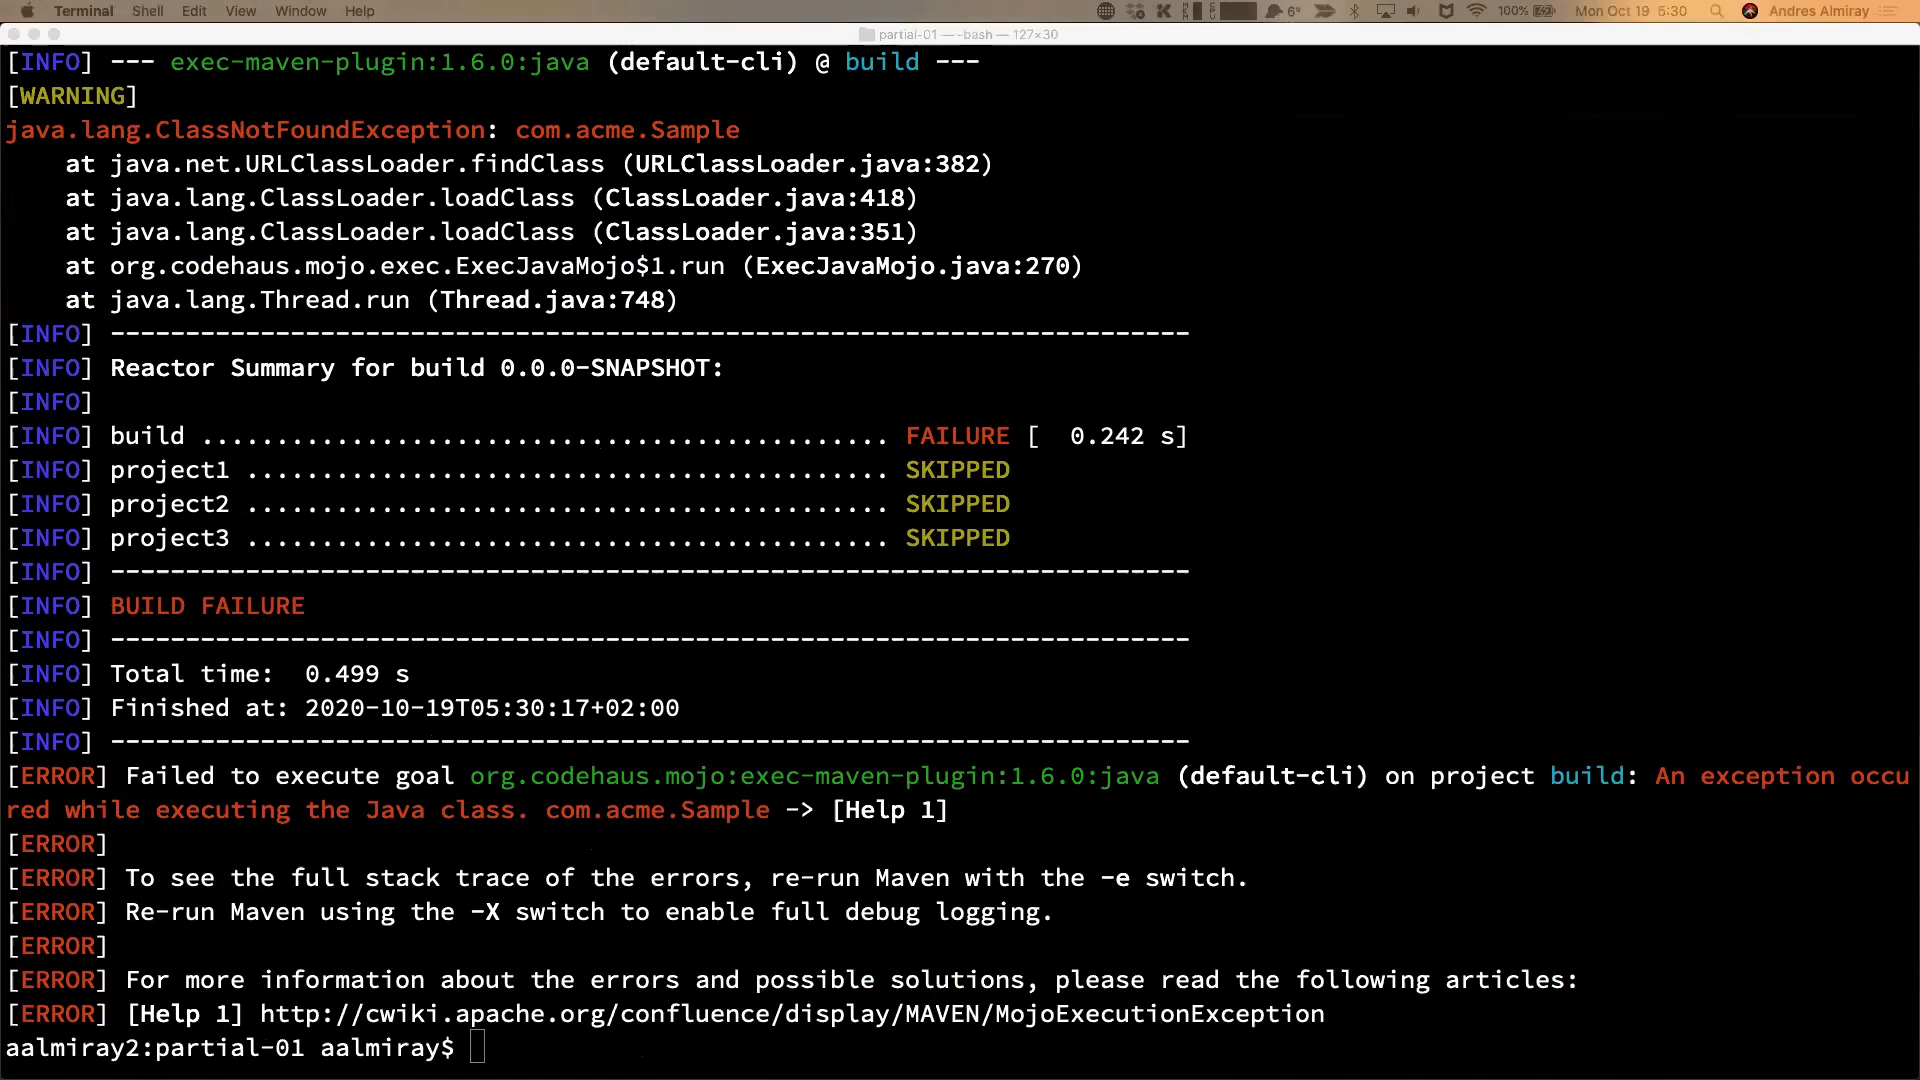 Terminal Shell Edit View Window Help 6° 100% Mon Oct 19 5:30 Andres Almiray
partial-01 — -bash — 127×30
[INFO] --- exec-maven-plugin:1.6.0:java (default-cli) @ build ---
[WARNING]
java.lang.ClassNotFoundException: com.acme.Sample
    at java.net.URLClassLoader.findClass (URLClassLoader.java:382)
    at java.lang.ClassLoader.loadClass (ClassLoader.java:418)
    at java.lang.ClassLoader.loadClass (ClassLoader.java:351)
    at org.codehaus.mojo.exec.ExecJavaMojo$1.run (ExecJavaMojo.java:270)
    at java.lang.Thread.run (Thread.java:748)
[INFO] ------------------------------------------------------------------------
[INFO] Reactor Summary for build 0.0.0-SNAPSHOT:
[INFO]
[INFO] build .............................................. FAILURE [  0.242 s]
[INFO] project1 ........................................... SKIPPED
[INFO] project2 ........................................... SKIPPED
[INFO] project3 ........................................... SKIPPED
[INFO] ------------------------------------------------------------------------
[INFO] BUILD FAILURE
[INFO] ------------------------------------------------------------------------
[INFO] Total time:  0.499 s
[INFO] Finished at: 2020-10-19T05:30:17+02:00
[INFO] ------------------------------------------------------------------------
[ERROR] Failed to execute goal org.codehaus.mojo:exec-maven-plugin:1.6.0:java (default-cli) on project build: An exception occu
red while executing the Java class. com.acme.Sample -> [Help 1]
[ERROR]
[ERROR] To see the full stack trace of the errors, re-run Maven with the -e switch.
[ERROR] Re-run Maven using the -X switch to enable full debug logging.
[ERROR]
[ERROR] For more information about the errors and possible solutions, please read the following articles:
[ERROR] [Help 1] http://cwiki.apache.org/confluence/display/MAVEN/MojoExecutionException
aalmiray2:partial-01 aalmiray$